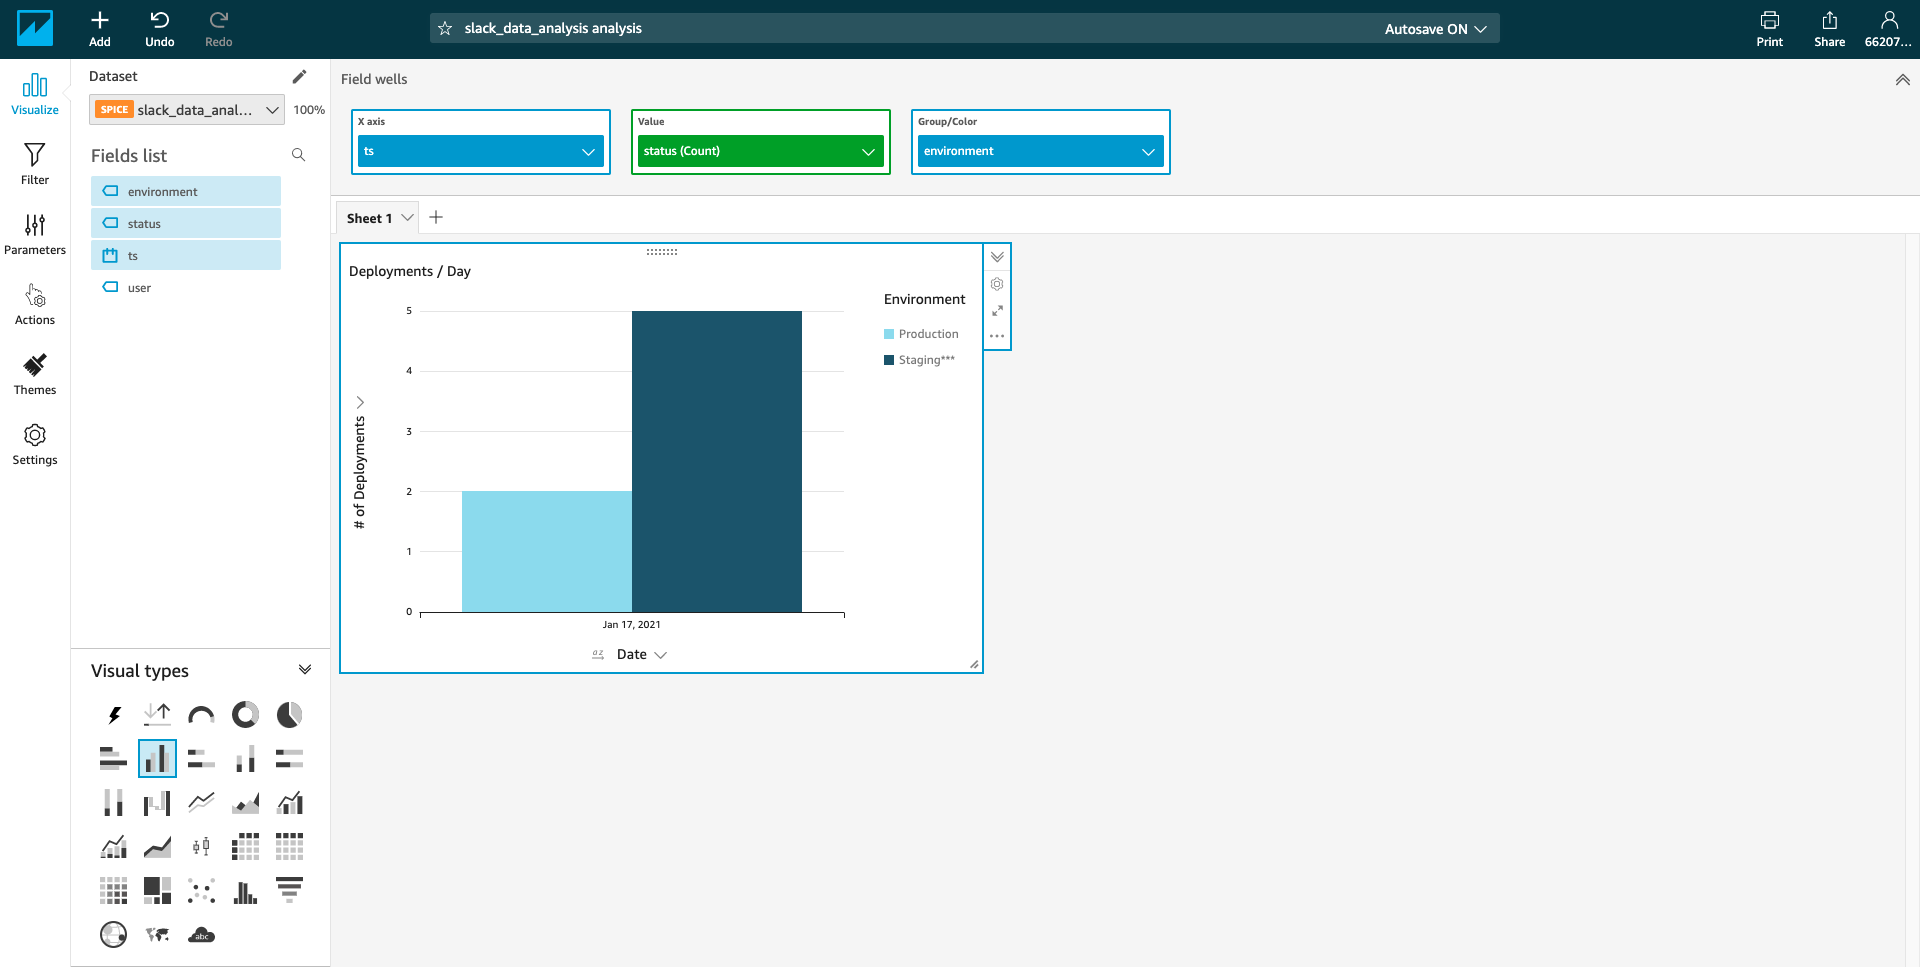 Add
Undo
Redo
slack_data_analysis analysis
Autosave ON
Print
Share
66207...
Visualize
Filter
Parameters
Actions
Themes
Settings
Dataset
SPICE slack_data_anal... 100%
Fields list
environment
status
ts
user
Visual types
abc
Field wells
X axis
ts
Value
status (Count)
Group/Color
environment
Sheet 1
Deployments / Day
# of Deployments
5
4
3
2
1
0
Jan 17, 2021
az Date
Environment
Production
Staging***